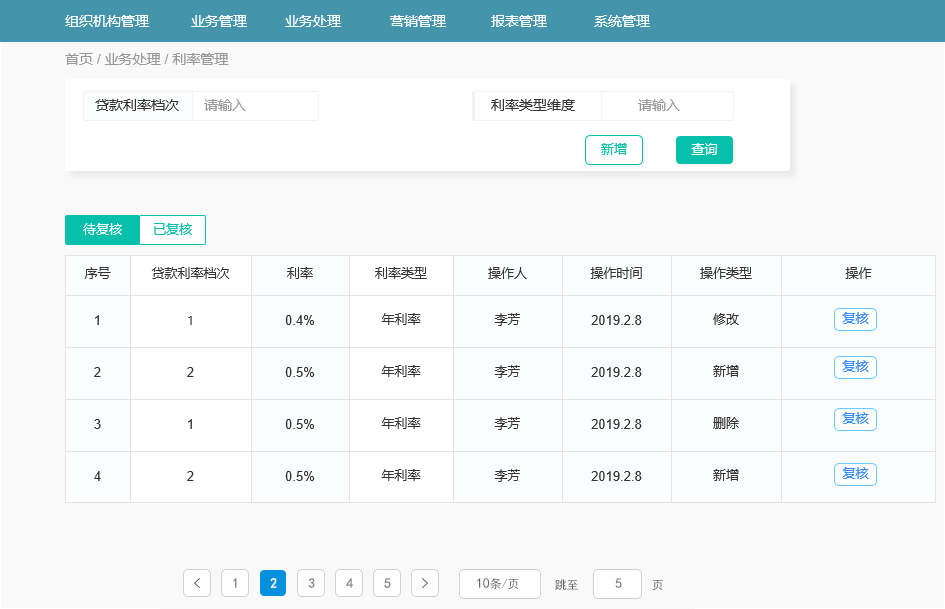 组织机构管理 业务管理 业务处理 营销管理 报表管理 系统管理
首页 / 业务处理 / 利率管理
贷款利率档次 请输入 利率类型维度 请输入
新增 查询
待复核 已复核
序号 贷款利率档次 利率 利率类型 操作人 操作时间 操作类型 操作
1 1 0.4% 年利率 李芳 2019.2.8 修改 复核
2 2 0.5% 年利率 李芳 2019.2.8 新增 复核
3 1 0.5% 年利率 李芳 2019.2.8 删除 复核
4 2 0.5% 年利率 李芳 2019.2.8 新增 复核
< 1 2 3 4 5 > 10条/页 跳至 5 页